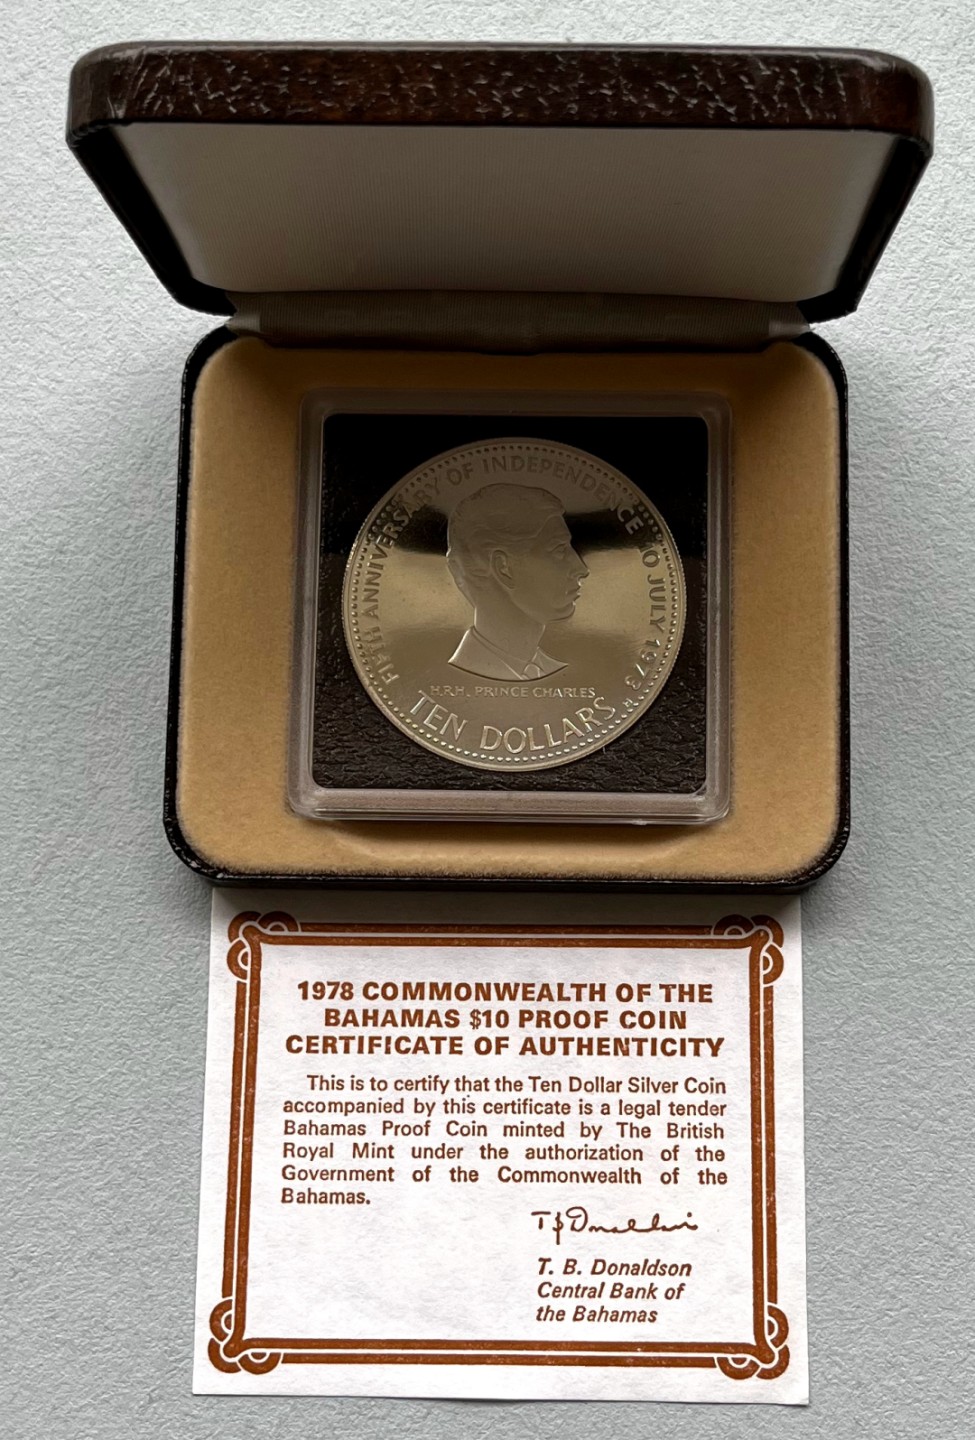 FIFTH ANNIVERSARY OF INDEPENDENCE 10 JULY 1973
H.R.H. PRINCE CHARLES
TEN DOLLARS
1978 COMMONWEALTH OF THE
BAHAMAS $10 PROOF COIN
CERTIFICATE OF AUTHENTICITY
This is to certify that the Ten Dollar Silver Coin
accompanied by this certificate is a legal tender
Bahamas Proof Coin minted by The British
Royal Mint under the authorization of the
Government of the Commonwealth of the
Bahamas.
T B Donaldson
T. B. Donaldson
Central Bank of
the Bahamas